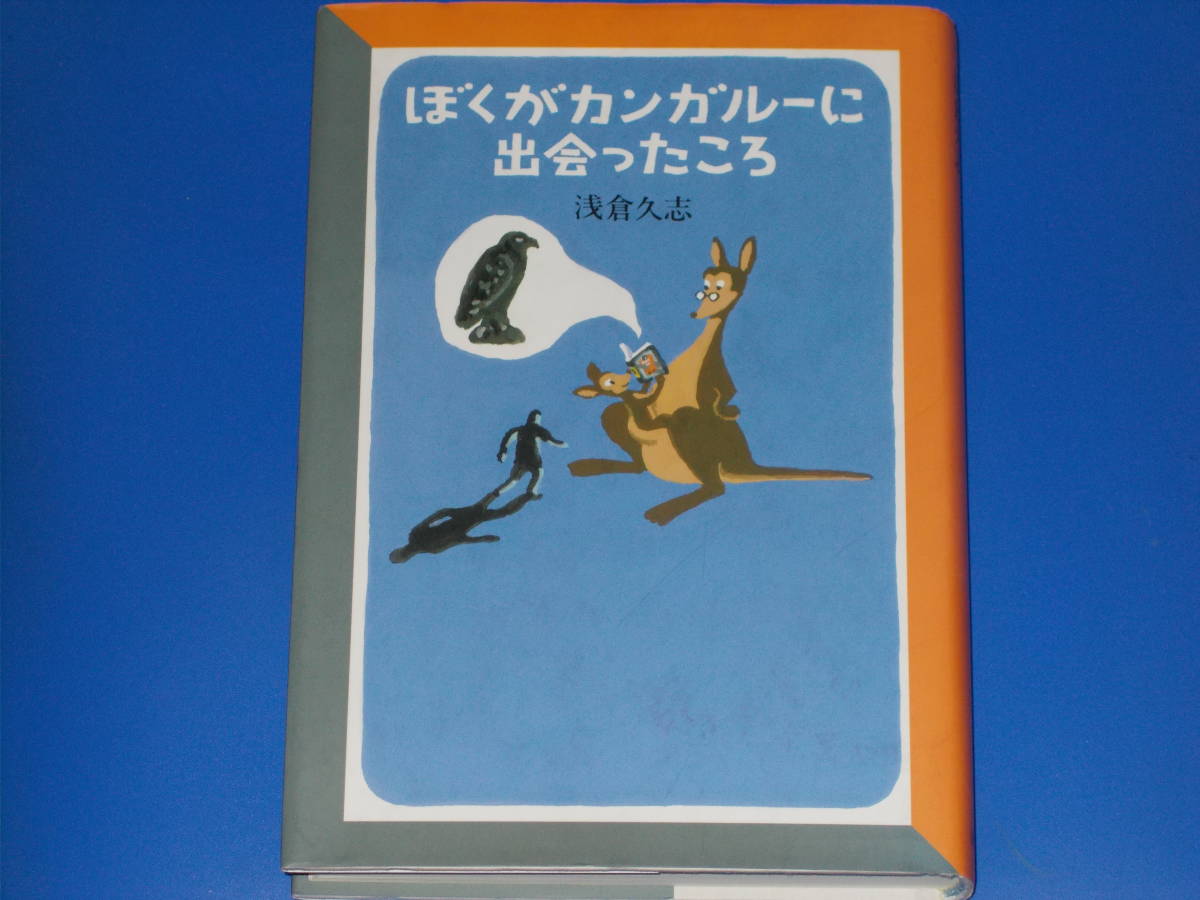 ぼくがカンガルーに
出会ったころ
浅倉久志